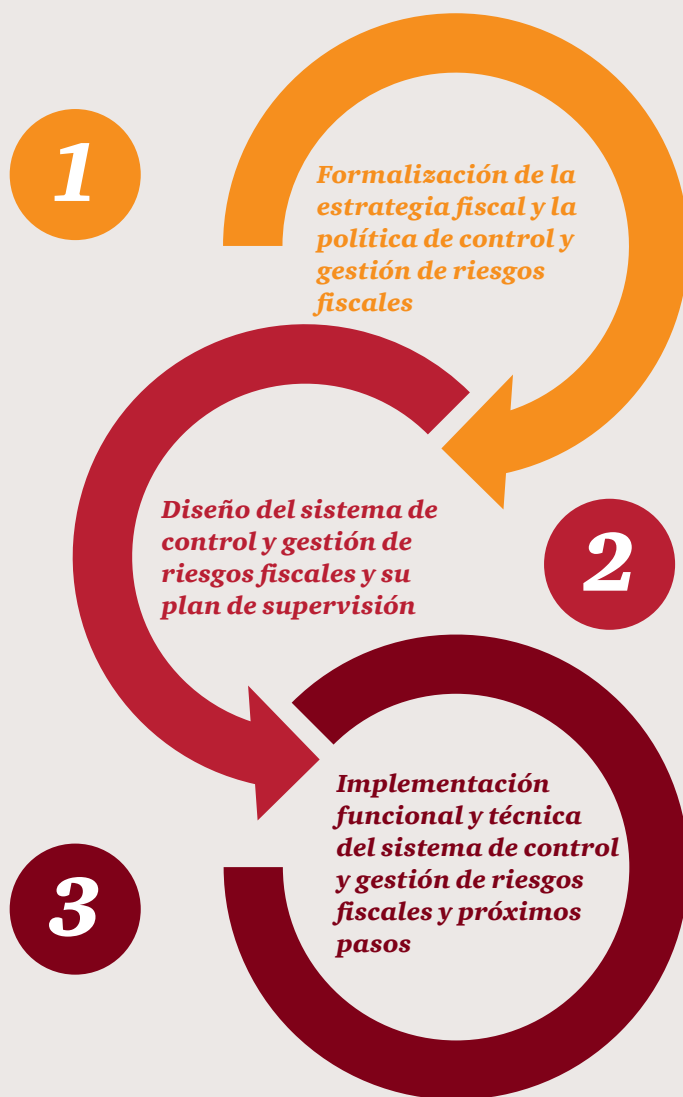 1
Formalización de la
estrategia fiscal y la
política de control y
gestión de riesgos
fiscales
Diseño del sistema de
control y gestión de
riesgos fiscales y su
plan de supervisión
2
Implementación
funcional y técnica
del sistema de control
y gestión de riesgos
fiscales y próximos
pasos
3